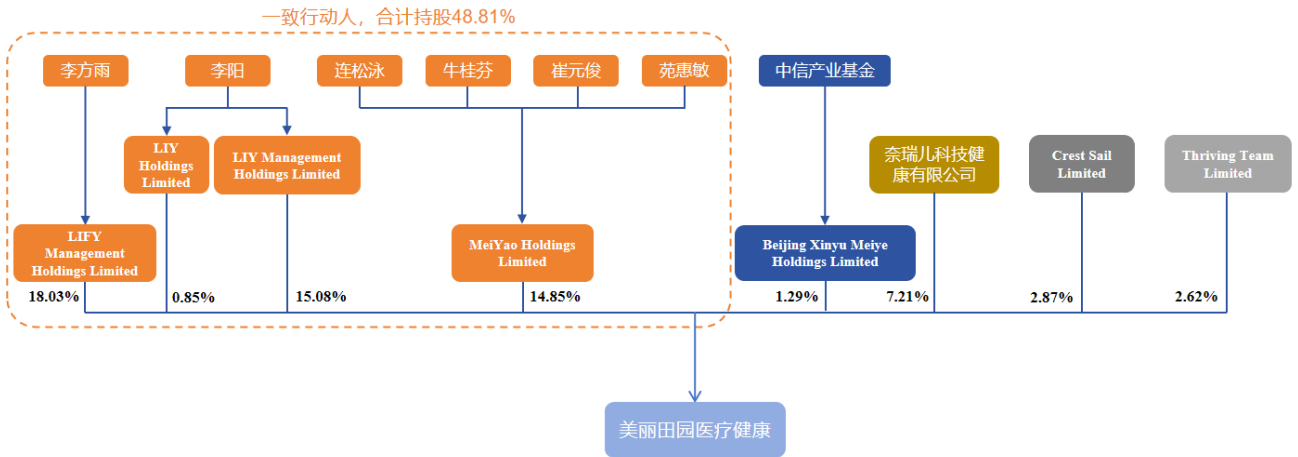 一致行动人，合计持股48.81%
李方雨
李阳
连松泳
牛桂芬
崔元俊
苑惠敏
中信产业基金
LIY
Holdings
Limited
LIY Management
Holdings Limited
奈瑞儿科技健
康有限公司
Crest Sail
Limited
Thriving Team
Limited
LIFY
Management
Holdings Limited
MeiYao Holdings
Limited
Beijing Xinyu Meiye
Holdings Limited
18.03%
0.85%
15.08%
14.85%
1.29%
7.21%
2.87%
2.62%
美丽田园医疗健康